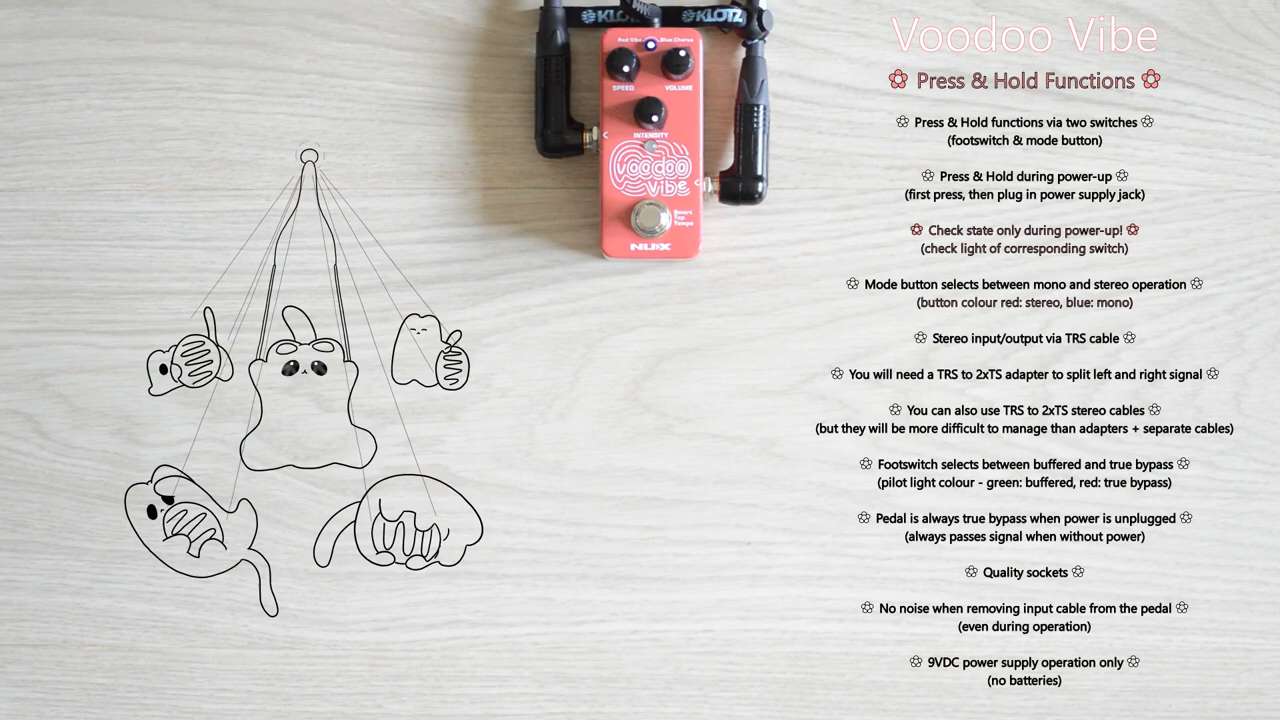 KLOTZ KLOTZ
Red Vibe Blue Chorus
SPEED VOLUME
INTENSITY
voodoo
vibe
Smart
Tap
Tempo
NUX
Voodoo Vibe
Press & Hold Functions
Press & Hold functions via two switches
(footswitch & mode button)
Press & Hold during power-up
(first press, then plug in power supply jack)
Check state only during power-up!
(check light of corresponding switch)
Mode button selects between mono and stereo operation
(button colour red: stereo, blue: mono)
Stereo input/output via TRS cable
You will need a TRS to 2xTS adapter to split left and right signal
You can also use TRS to 2xTS stereo cables
(but they will be more difficult to manage than adapters + separate cables)
Footswitch selects between buffered and true bypass
(pilot light colour - green: buffered, red: true bypass)
Pedal is always true bypass when power is unplugged
(always passes signal when without power)
Quality sockets
No noise when removing input cable from the pedal
(even during operation)
9VDC power supply operation only
(no batteries)